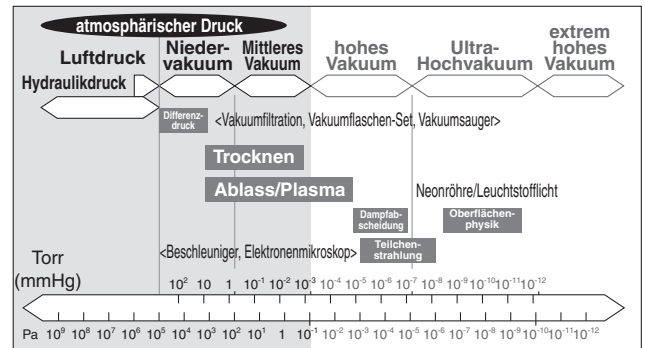 atmosphärischer Druck
Luftdruck
Hydraulikdruck
Nieder-
vakuum
Mittleres
Vakuum
hohes
Vakuum
Ultra-
Hochvakuum
extrem
hohes
Vakuum
Differenz-
druck
<Vakuumfiltration, Vakuumflaschen-Set, Vakuumsauger>
Trocknen
Ablass/Plasma
Neonröhre/Leuchtstofflicht
Dampfab-
scheidung
Oberflächen-
physik
<Beschleuniger, Elektronenmikroskop>
Teilchen-
strahlung
Torr
(mmHg)
10² 10 1 10⁻¹ 10⁻² 10⁻³ 10⁻⁴ 10⁻⁵ 10⁻⁶ 10⁻⁷ 10⁻⁸ 10⁻⁹ 10⁻¹⁰ 10⁻¹¹ 10⁻¹²
Pa 10⁹ 10⁸ 10⁷ 10⁶ 10⁵ 10⁴ 10³ 10² 10¹ 1 10⁻¹ 10⁻² 10⁻³ 10⁻⁴ 10⁻⁵ 10⁻⁶ 10⁻⁷ 10⁻⁸ 10⁻⁹ 10⁻¹⁰ 10⁻¹¹ 10⁻¹²